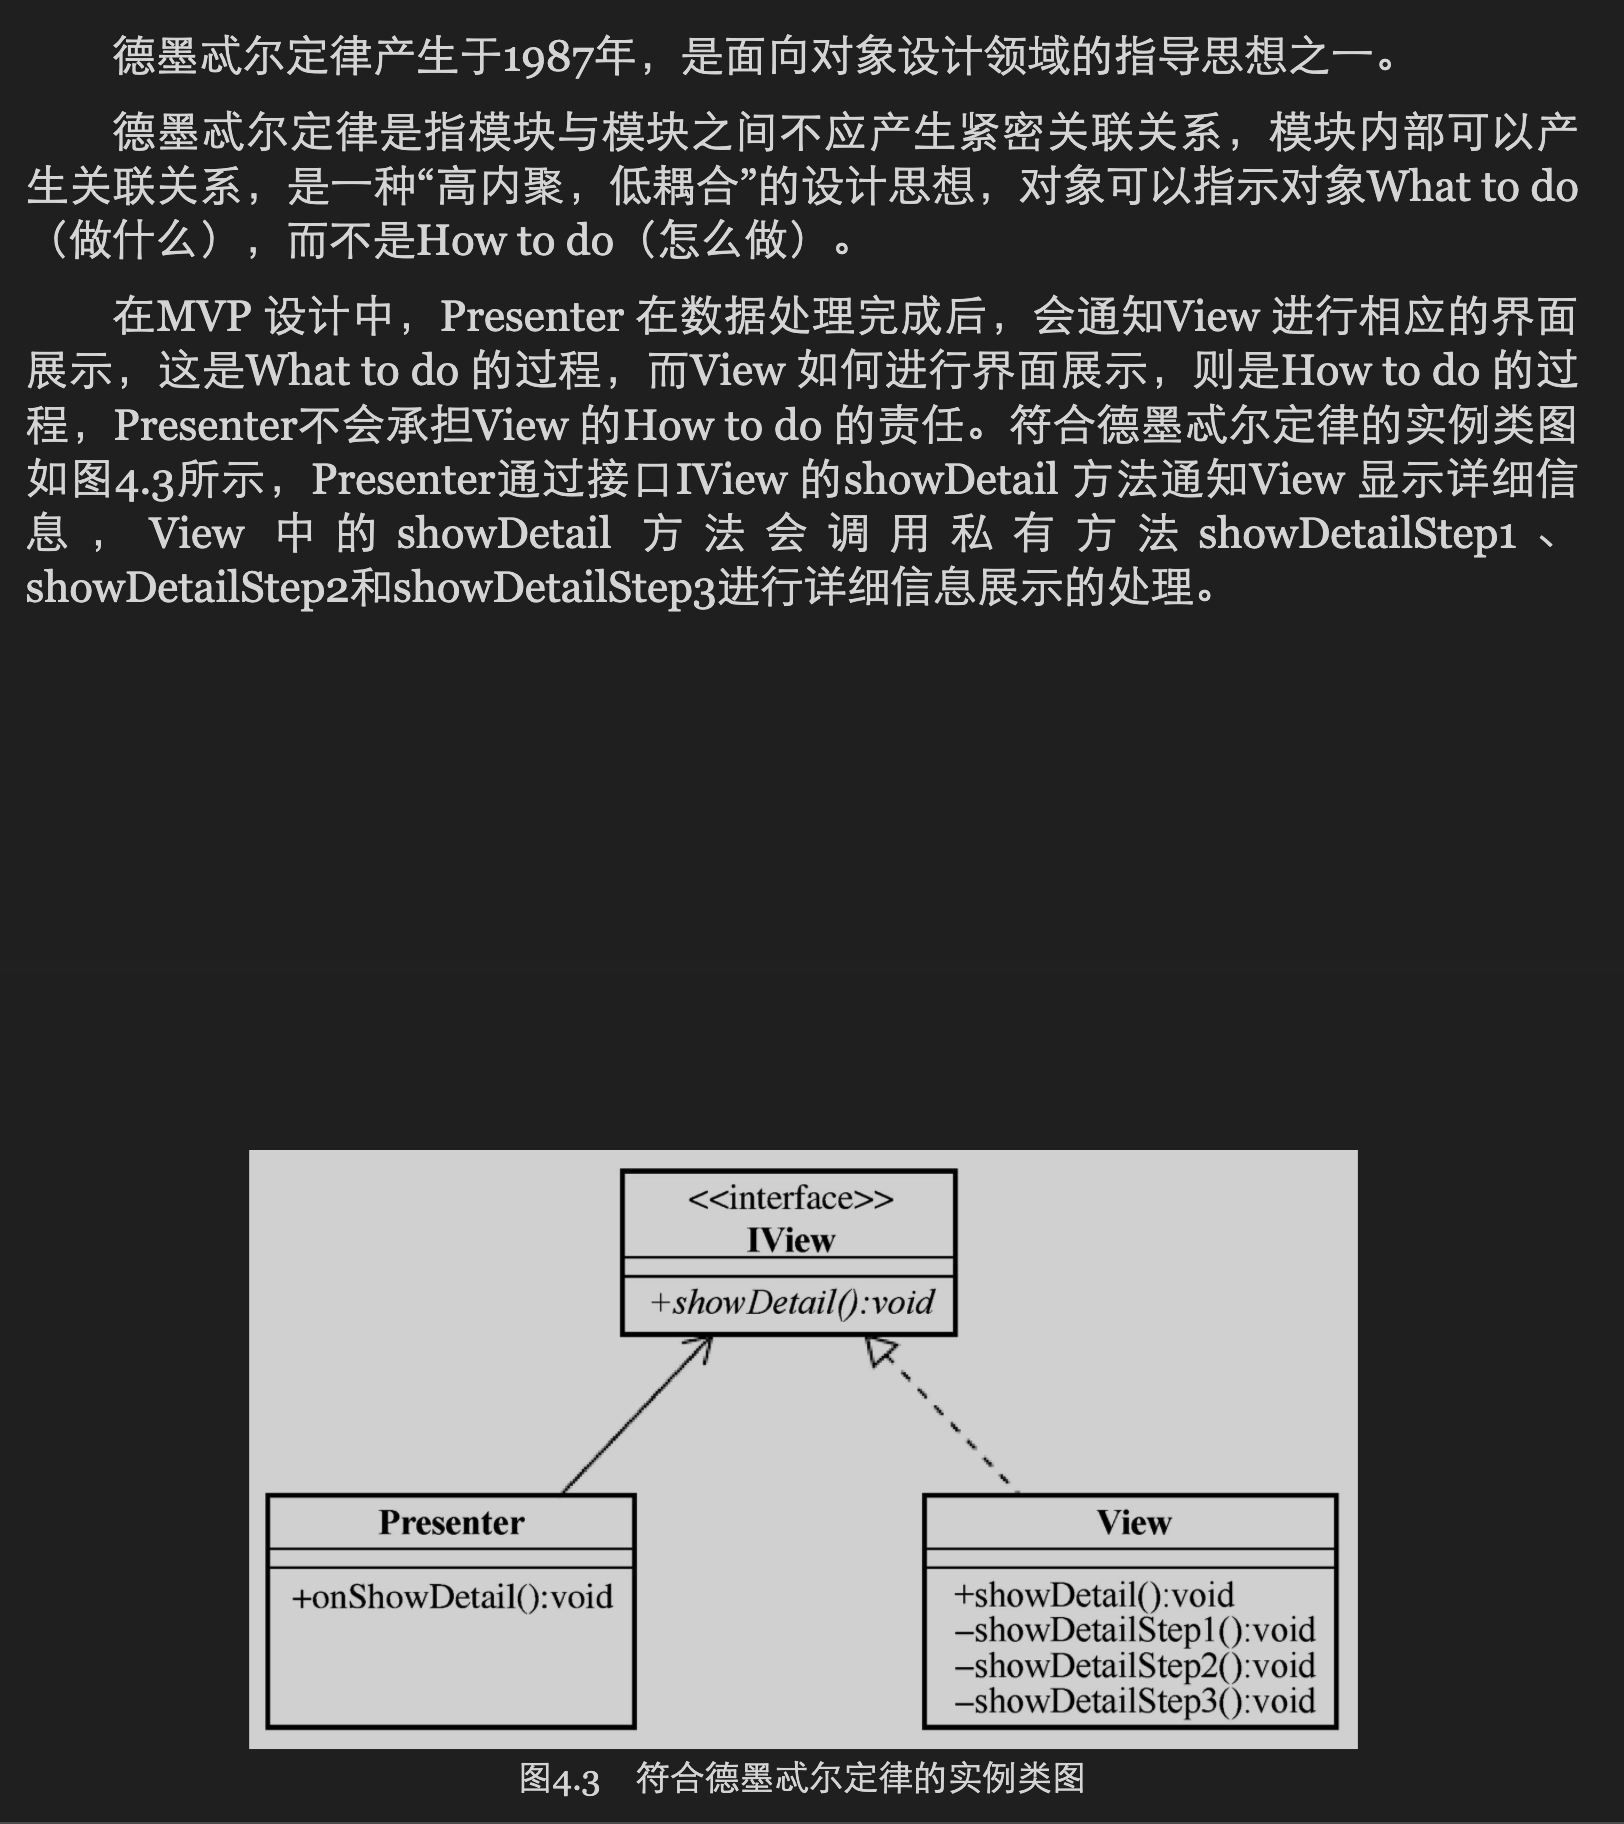 德墨忒尔定律产生于1987年，是面向对象设计领域的指导思想之一。
德墨忒尔定律是指模块与模块之间不应产生紧密关联关系，模块内部可以产
生关联关系，是一种“高内聚，低耦合”的设计思想，对象可以指示对象What to do
（做什么），而不是How to do（怎么做）。
在MVP 设计中，Presenter 在数据处理完成后，会通知View 进行相应的界面
展示，这是What to do 的过程，而View 如何进行界面展示，则是How to do 的过
程，Presenter不会承担View 的How to do 的责任。符合德墨忒尔定律的实例类图
如图4.3所示，Presenter通过接口IView 的showDetail 方法通知View 显示详细信
息，View 中的showDetail 方法会调用私有方法showDetailStep1、
showDetailStep2和showDetailStep3进行详细信息展示的处理。
<<interface>>
IView
+showDetail():void
Presenter
+onShowDetail():void
View
+showDetail():void
–showDetailStep1():void
–showDetailStep2():void
–showDetailStep3():void
图4.3 符合德墨忒尔定律的实例类图